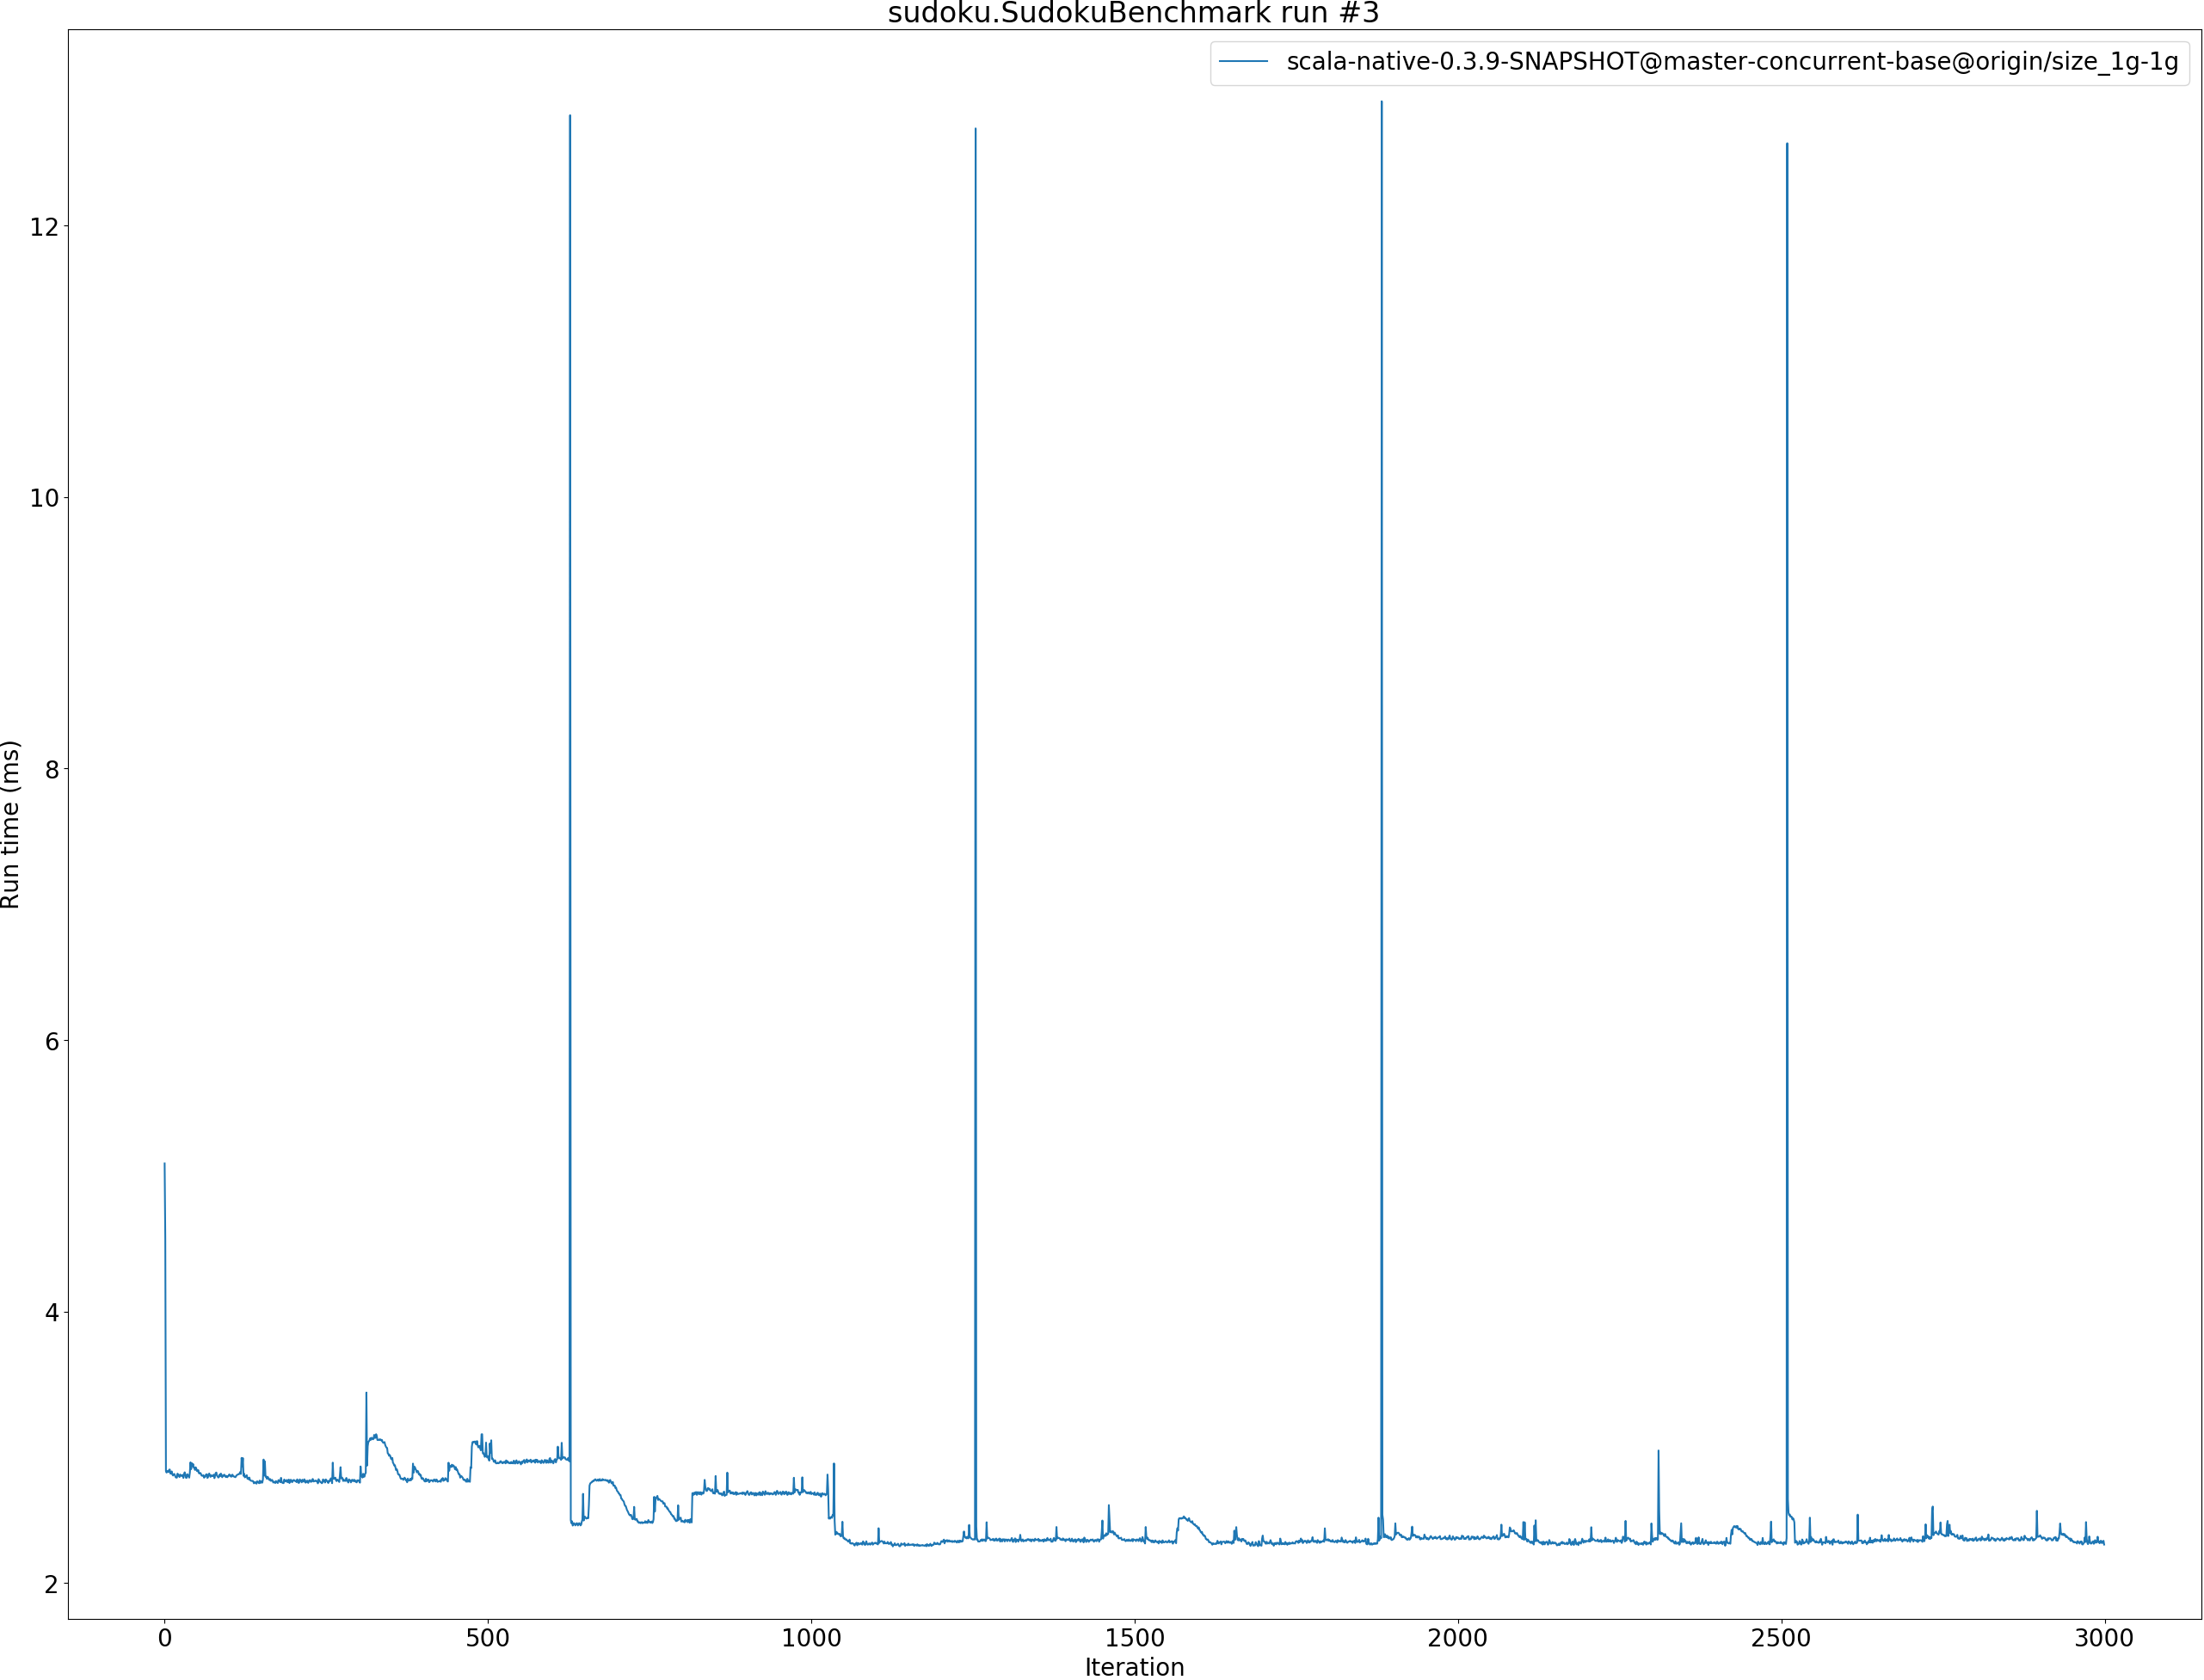 sudoku.SudokuBenchmark run #3
scala-native-0.3.9-SNAPSHOT@master-concurrent-base@origin/size_1g-1g
Run time (ms)
12
10
8
6
4
2
0 500 1000 1500 2000 2500 3000
Iteration